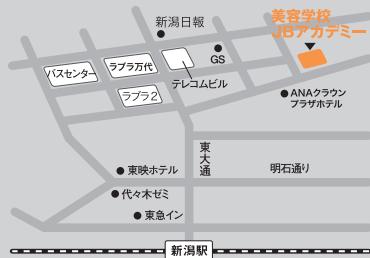 美容学校
JBアカデミー
新潟日報
GS
バスセンター
ラブラ万代
テレコムビル
ラブラ2
ANAクラウン
プラザホテル
東大通
明石通り
東映ホテル
代々木ゼミ
東急イン
新潟駅